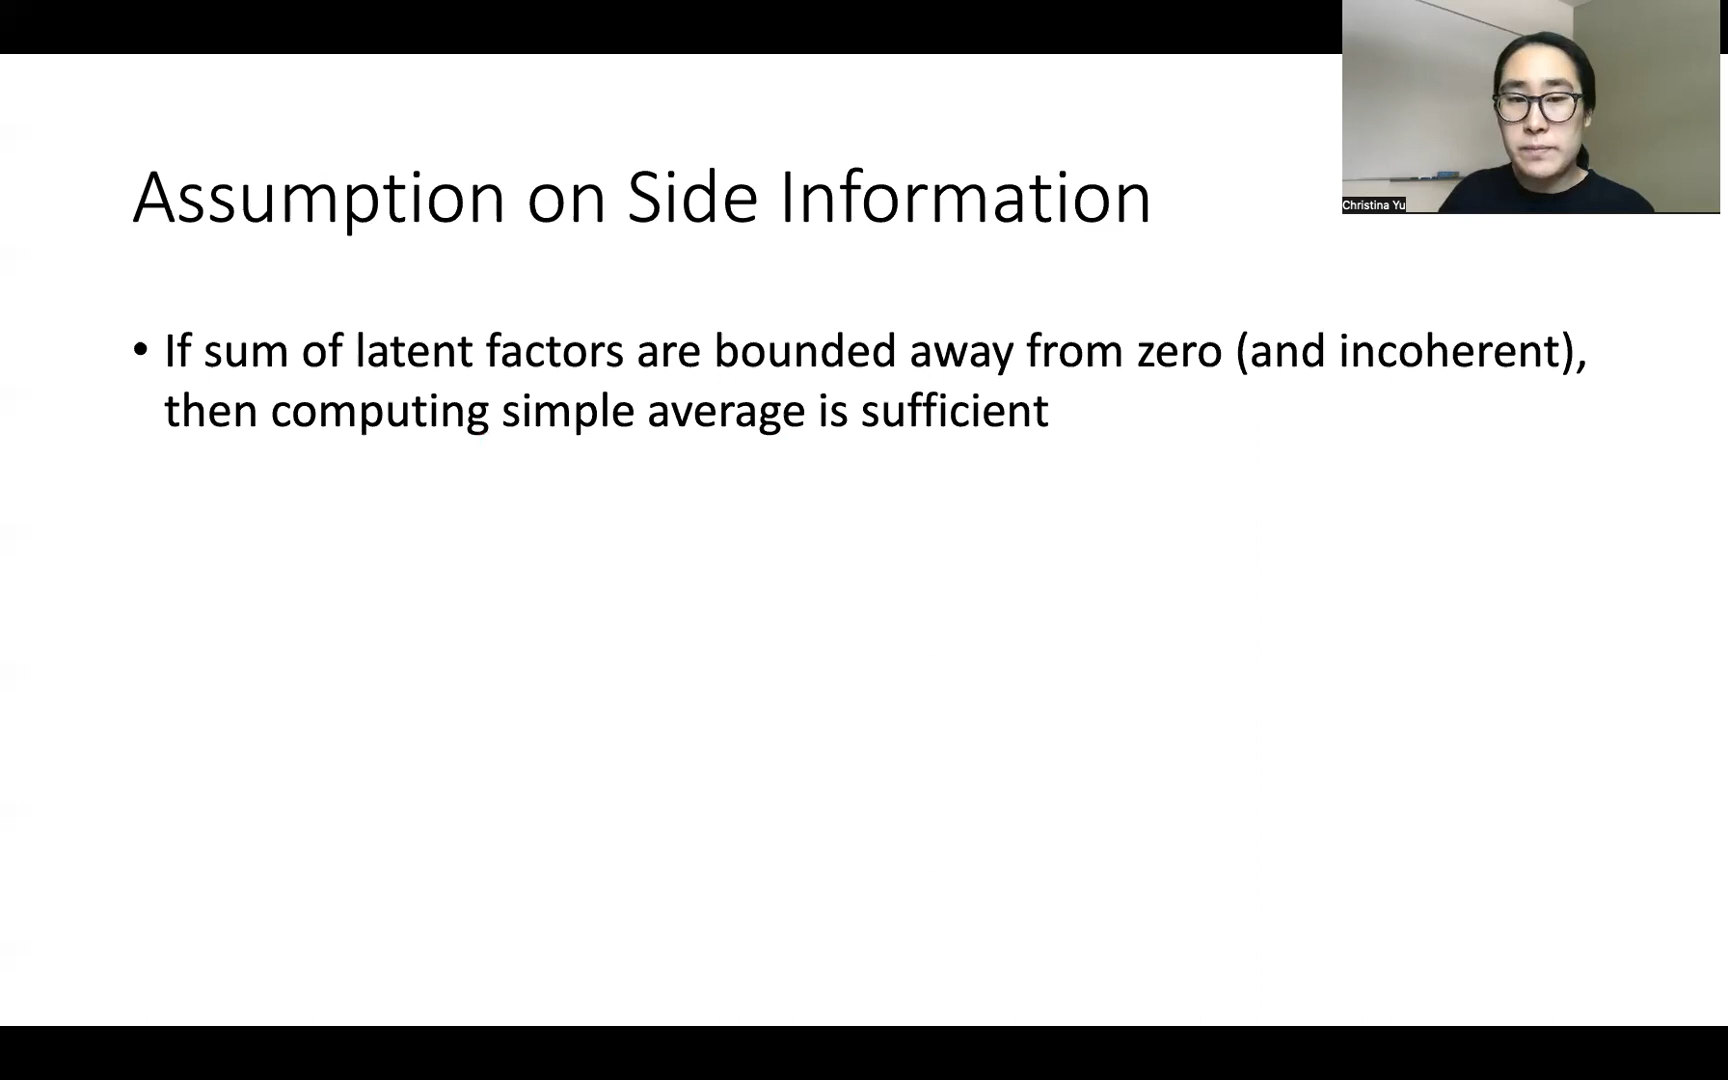 Christina Yu
Assumption on Side Information
• If sum of latent factors are bounded away from zero (and incoherent),
then computing simple average is sufficient